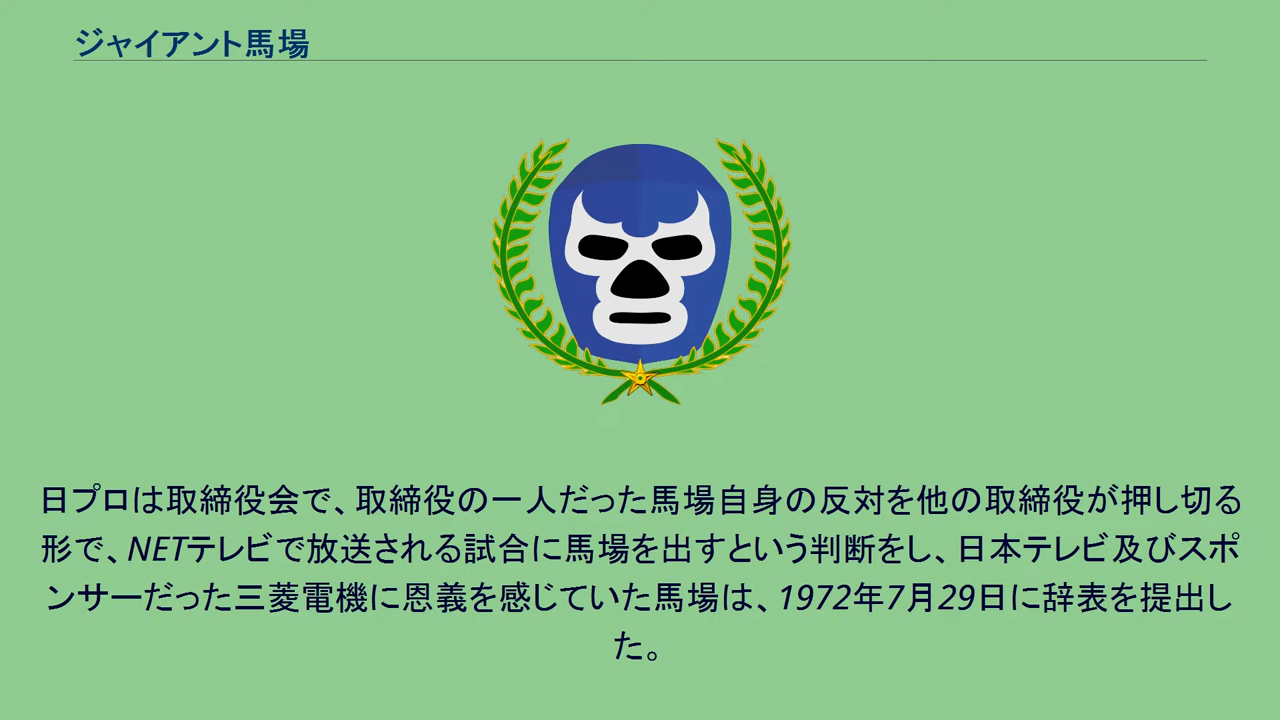 ジャイアント馬場
日プロは取締役会で、取締役の一人だった馬場自身の反対を他の取締役が押し切る
形で、NETテレビで放送される試合に馬場を出すという判断をし、日本テレビ及びスポ
ンサーだった三菱電機に恩義を感じていた馬場は、1972年7月29日に辞表を提出し
た。